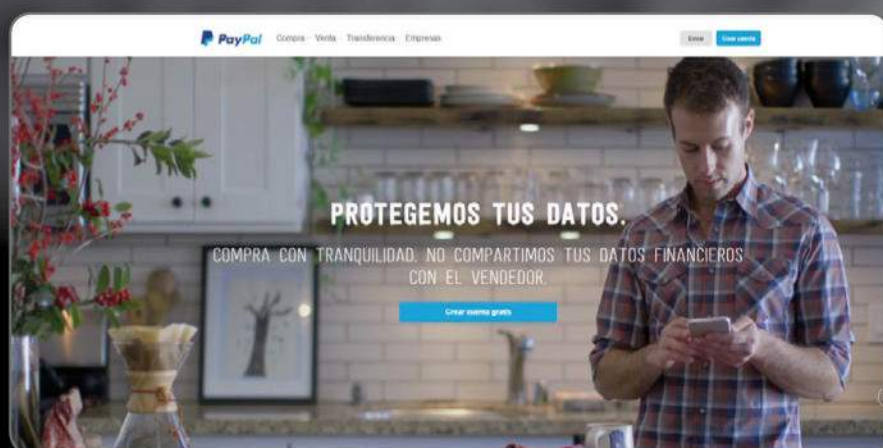 PayPal Compra Venta Transferencia Empresas Entrar Crear cuenta
PROTEGEMOS TUS DATOS.
COMPRA CON TRANQUILIDAD. NO COMPARTIMOS TUS DATOS FINANCIEROS
CON EL VENDEDOR.
Crear cuenta gratis